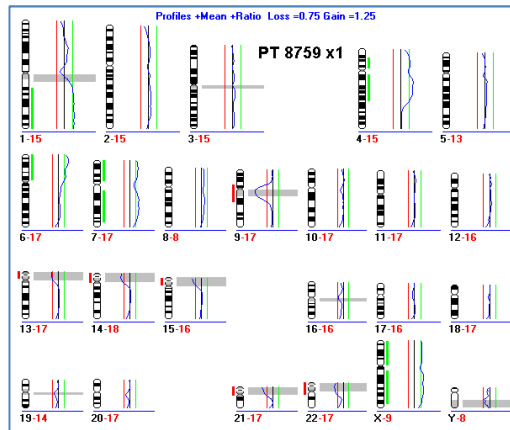 Profiles +Mean +Ratio Loss =0.75 Gain =1.25
PT 8759 x1
1-15 2-15 3-15 4-15 5-13
6-17 7-17 8-8 9-17 10-17 11-17 12-16
13-17 14-18 15-16 16-16 17-16 18-17
19-14 20-17 21-17 22-17 X-9 Y-8